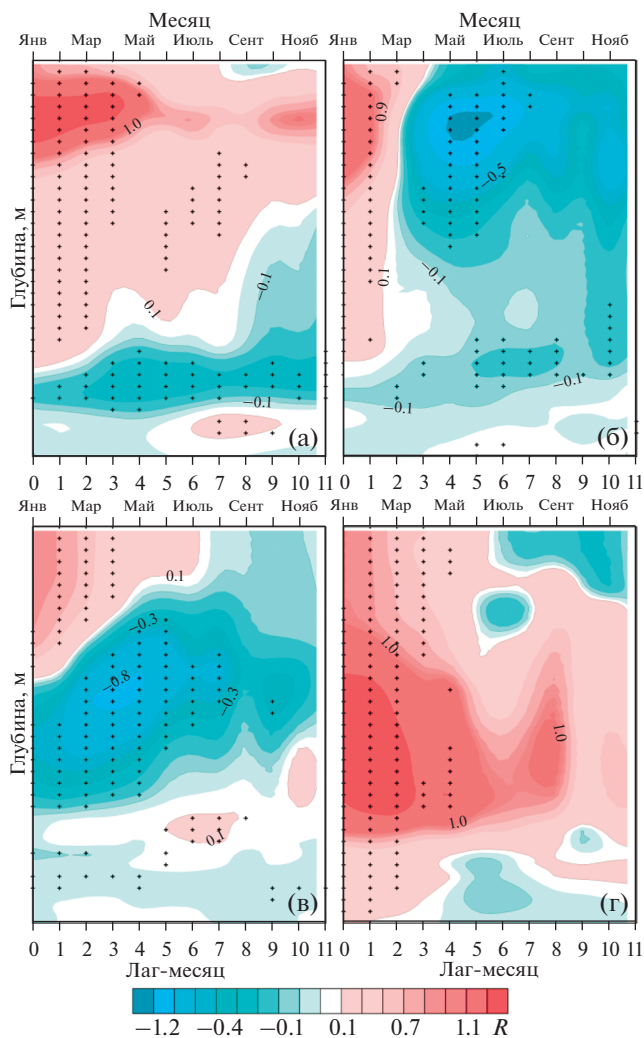 Месяц Месяц
Янв Мар Май Июль Сент Нояб Янв Мар Май Июль Сент Нояб
Глубина, м
1.0
0.1
−0.1
−0.1
(а)
0.9
−0.5
0.1
−0.1
−0.1
(б)
0 1 2 3 4 5 6 7 8 9 10 11 0 1 2 3 4 5 6 7 8 9 10 11
Янв Мар Май Июль Сент Нояб Янв Мар Май Июль Сент Нояб
Глубина, м
0.1
−0.3
−0.8
−0.3
0.1
(в)
1.0
1.0
1.0
(г)
0 1 2 3 4 5 6 7 8 9 10 11 0 1 2 3 4 5 6 7 8 9 10 11
Лаг-месяц Лаг-месяц
−1.2 −0.4 −0.1 0.1 0.7 1.1 R